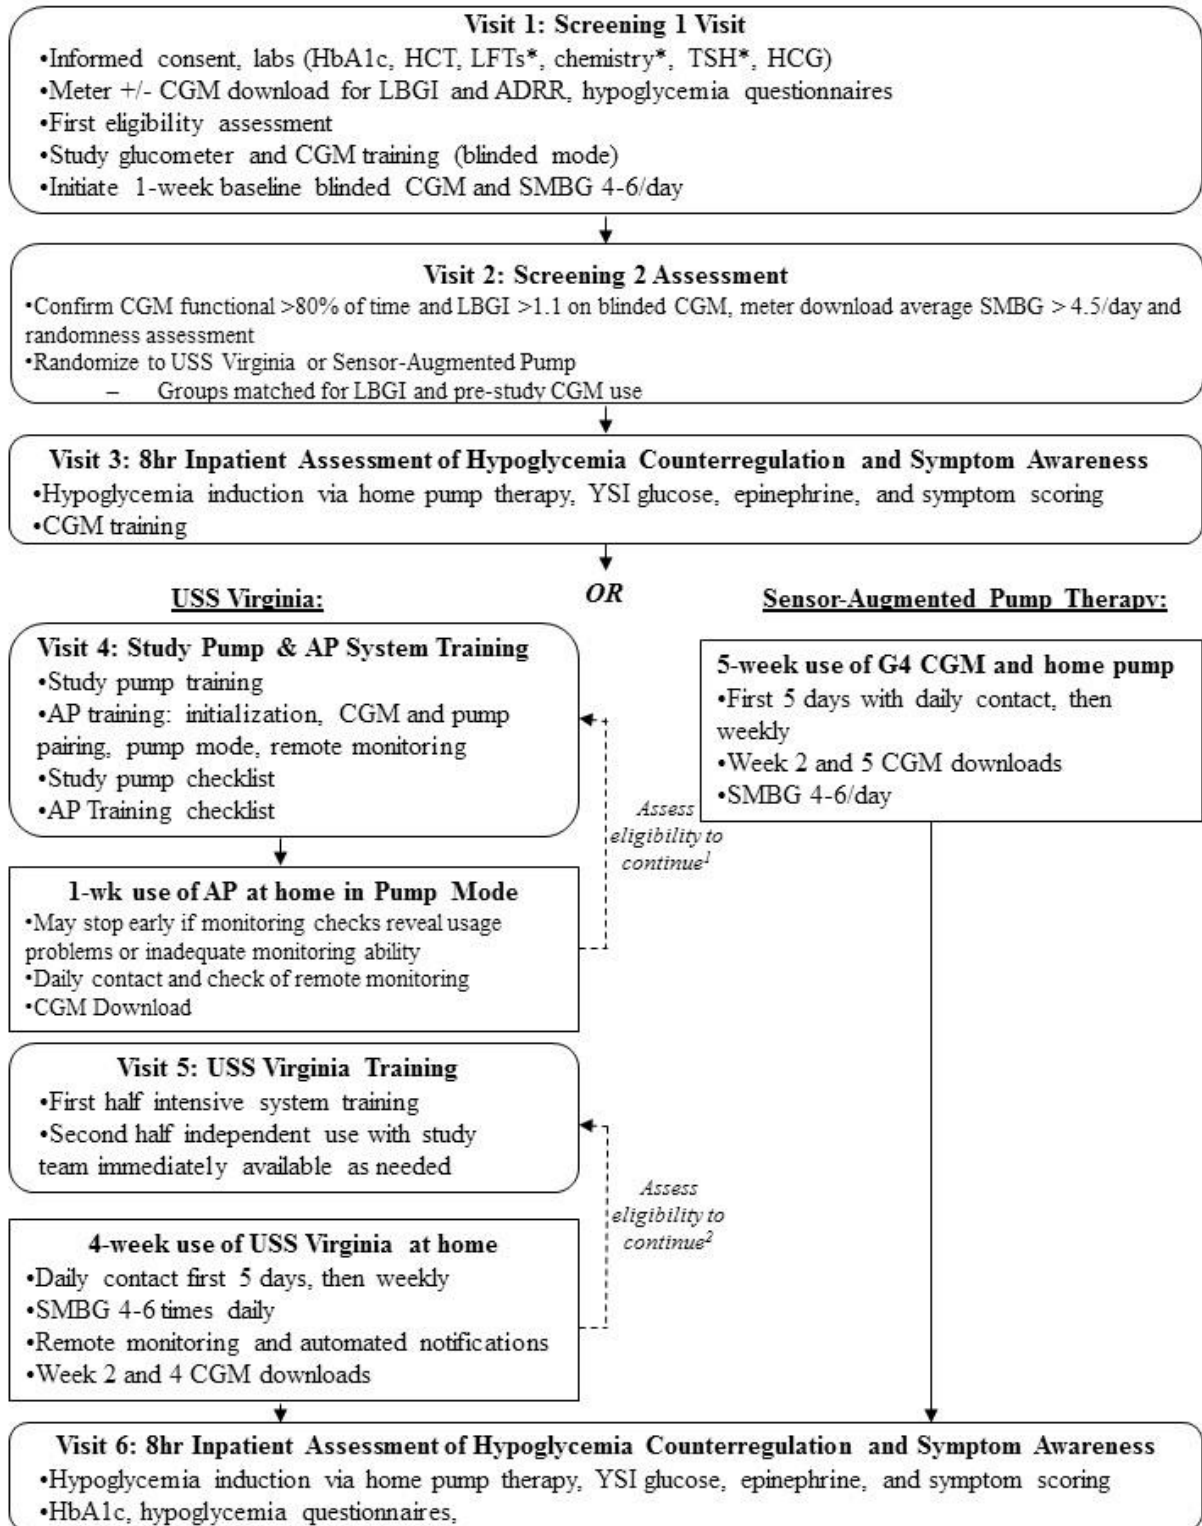 Visit 1: Screening 1 Visit
•Informed consent, labs (HbA1c, HCT, LFTs*, chemistry*, TSH*, HCG)
•Meter +/- CGM download for LBGI and ADRR, hypoglycemia questionnaires
•First eligibility assessment
•Study glucometer and CGM training (blinded mode)
•Initiate 1-week baseline blinded CGM and SMBG 4-6/day
Visit 2: Screening 2 Assessment
•Confirm CGM functional >80% of time and LBGI >1.1 on blinded CGM, meter download average SMBG > 4.5/day and
randomness assessment
•Randomize to USS Virginia or Sensor-Augmented Pump
– Groups matched for LBGI and pre-study CGM use
Visit 3: 8hr Inpatient Assessment of Hypoglycemia Counterregulation and Symptom Awareness
•Hypoglycemia induction via home pump therapy, YSI glucose, epinephrine, and symptom scoring
•CGM training
OR
USS Virginia:
Visit 4: Study Pump & AP System Training
•Study pump training
•AP training: initialization, CGM and pump
pairing, pump mode, remote monitoring
•Study pump checklist
•AP Training checklist
Assess
eligibility to
continue1
1-wk use of AP at home in Pump Mode
•May stop early if monitoring checks reveal usage
problems or inadequate monitoring ability
•Daily contact and check of remote monitoring
•CGM Download
Visit 5: USS Virginia Training
•First half intensive system training
•Second half independent use with study
team immediately available as needed
Assess
eligibility to
continue2
4-week use of USS Virginia at home
•Daily contact first 5 days, then weekly
•SMBG 4-6 times daily
•Remote monitoring and automated notifications
•Week 2 and 4 CGM downloads
Sensor-Augmented Pump Therapy:
5-week use of G4 CGM and home pump
•First 5 days with daily contact, then
weekly
•Week 2 and 5 CGM downloads
•SMBG 4-6/day
Visit 6: 8hr Inpatient Assessment of Hypoglycemia Counterregulation and Symptom Awareness
•Hypoglycemia induction via home pump therapy, YSI glucose, epinephrine, and symptom scoring
•HbA1c, hypoglycemia questionnaires,